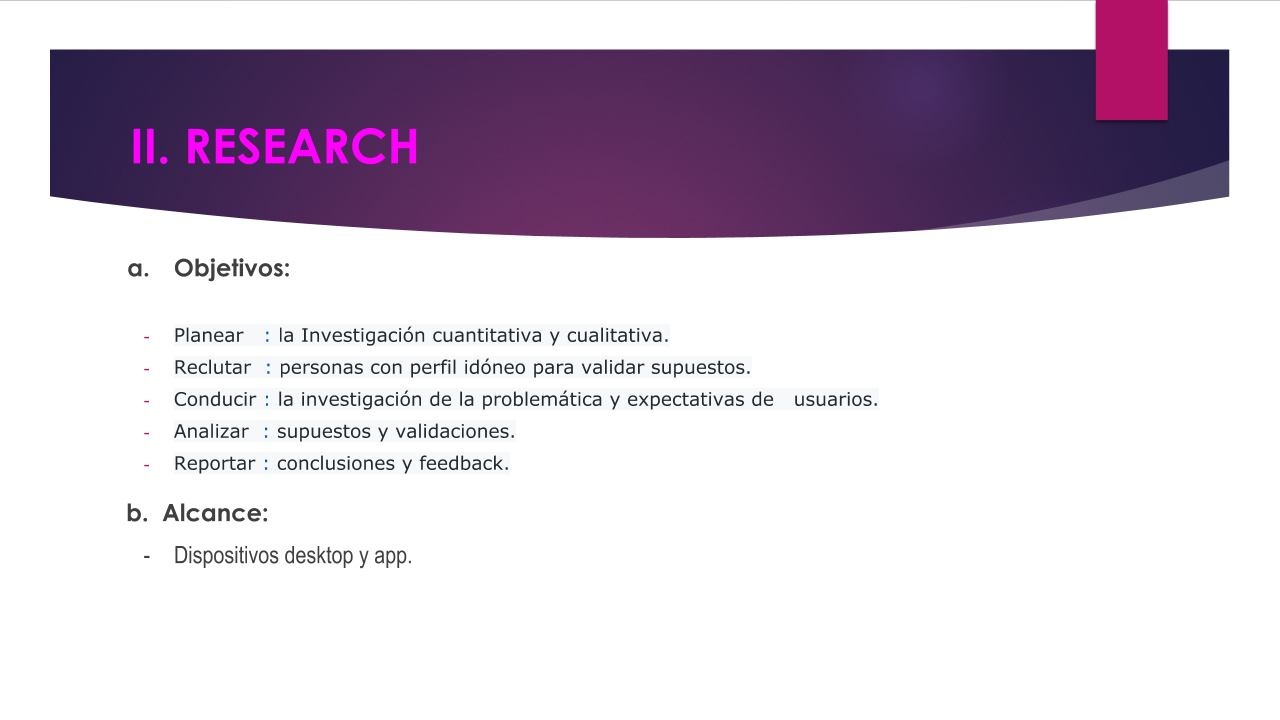 II. RESEARCH
a. Objetivos:
- Planear : la Investigación cuantitativa y cualitativa.
- Reclutar : personas con perfil idóneo para validar supuestos.
- Conducir : la investigación de la problemática y expectativas de usuarios.
- Analizar : supuestos y validaciones.
- Reportar : conclusiones y feedback.
b. Alcance:
- Dispositivos desktop y app.